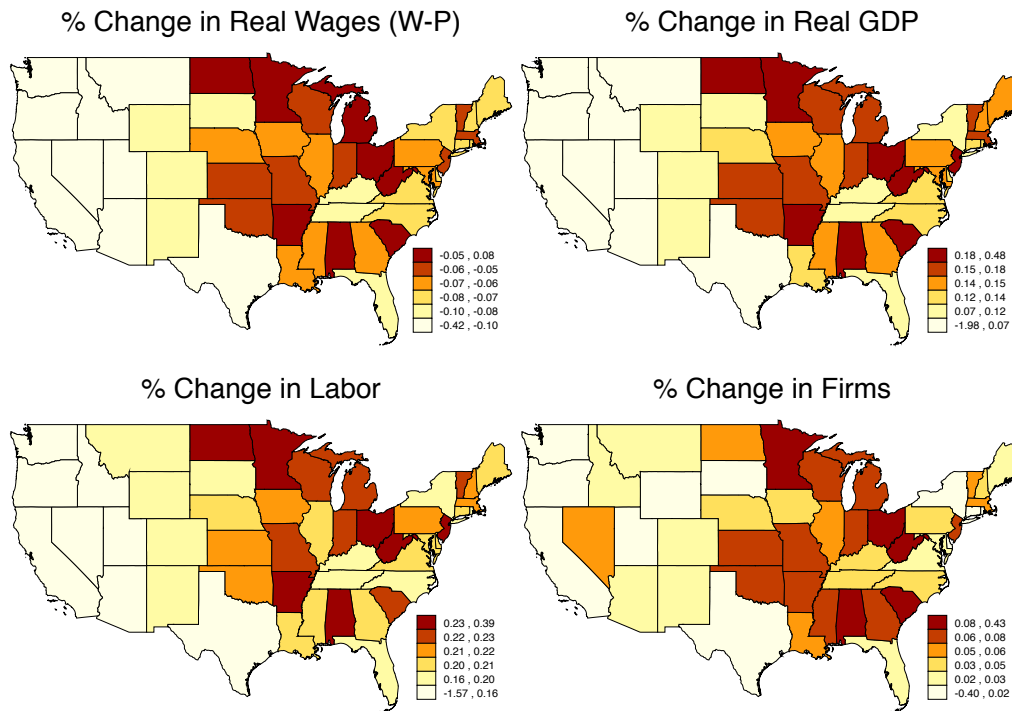 % Change in Real Wages (W-P)
-0.05 , 0.08
-0.06 , -0.05
-0.07 , -0.06
-0.08 , -0.07
-0.10 , -0.08
-0.42 , -0.10
% Change in Real GDP
0.18 , 0.48
0.15 , 0.18
0.14 , 0.15
0.12 , 0.14
0.07 , 0.12
-1.98 , 0.07
% Change in Labor
0.23 , 0.39
0.22 , 0.23
0.21 , 0.22
0.20 , 0.21
0.16 , 0.20
-1.57 , 0.16
% Change in Firms
0.08 , 0.43
0.06 , 0.08
0.05 , 0.06
0.03 , 0.05
0.02 , 0.03
-0.40 , 0.02